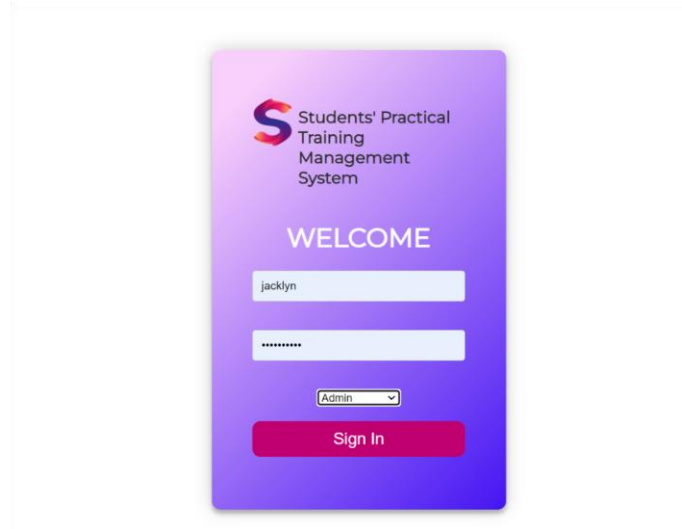 Students' Practical
Training
Management
System
WELCOME
jacklyn
••••••••••
Admin
Sign In